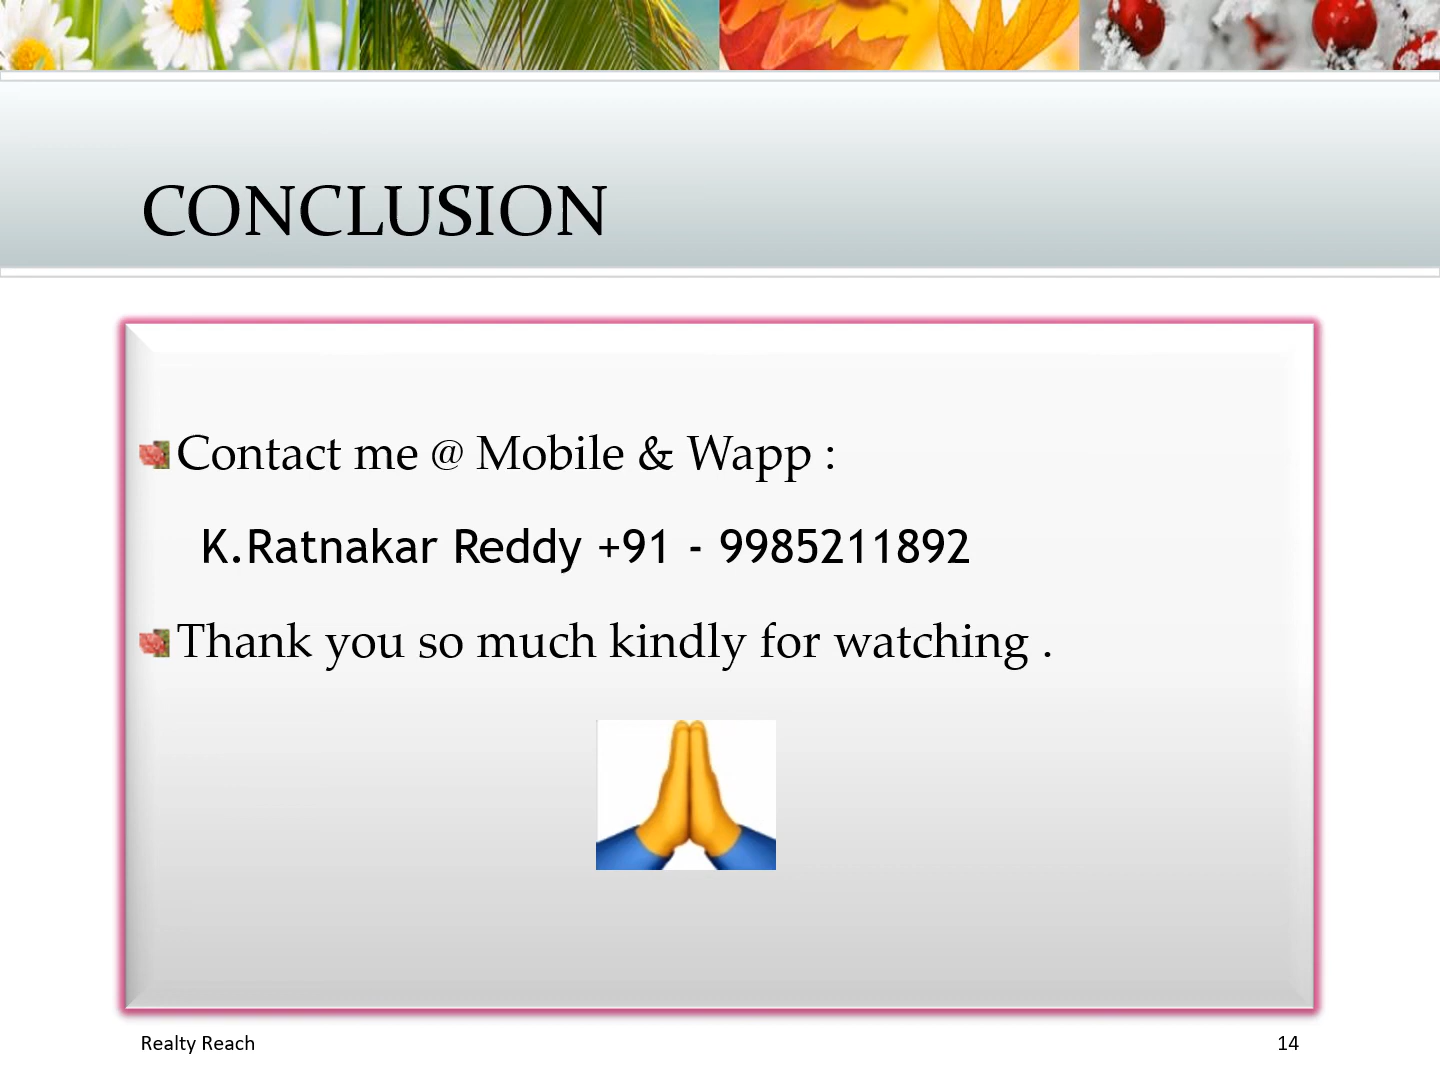 CONCLUSION
Contact me @ Mobile & Wapp :
K.Ratnakar Reddy +91 - 9985211892
Thank you so much kindly for watching .
Realty Reach
14